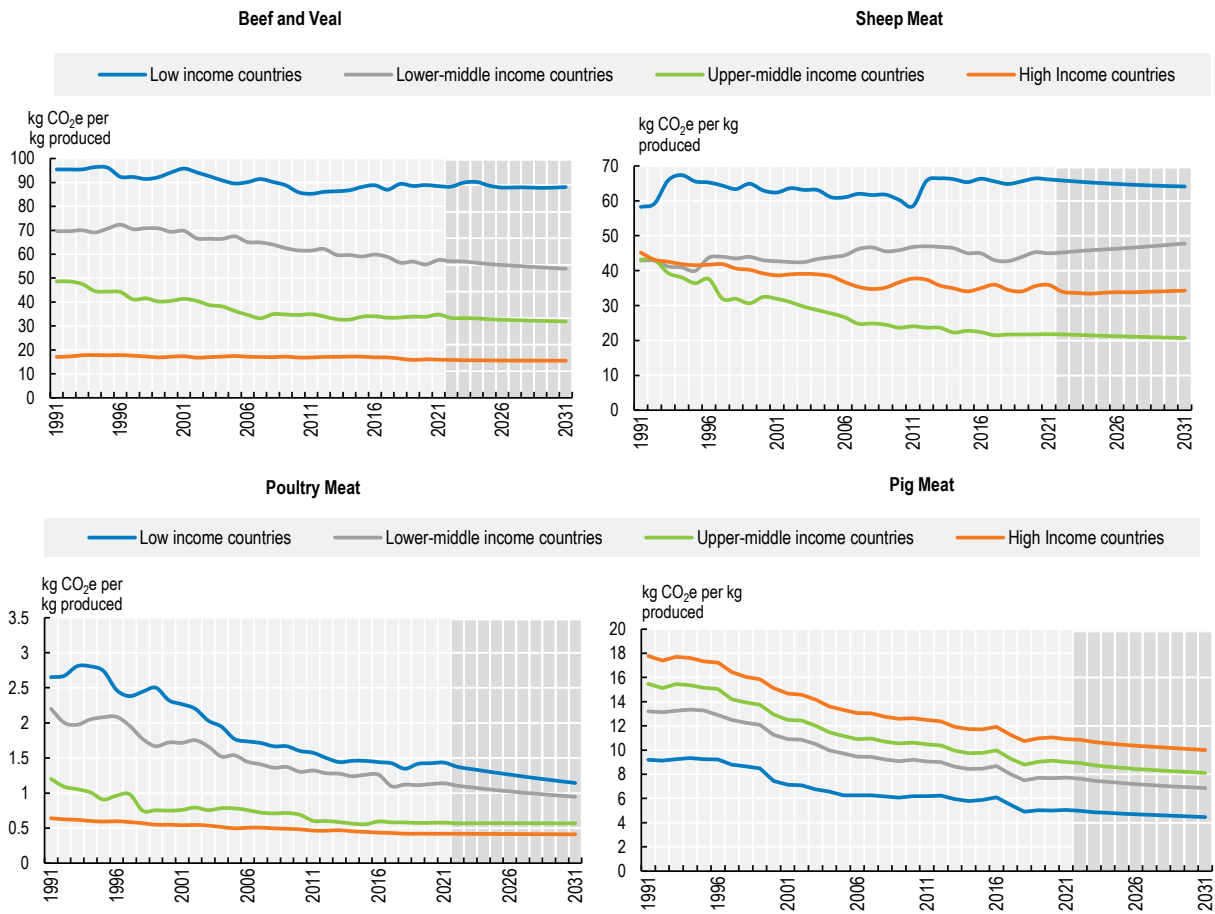 Beef and Veal
Sheep Meat
Low income countries Lower-middle income countries Upper-middle income countries High Income countries
kg CO₂e per
kg produced
100
90
80
70
60
50
40
30
20
10
0
1991 1996 2001 2006 2011 2016 2021 2026 2031
kg CO₂e per kg
produced
70
60
50
40
30
20
10
0
1991 1996 2001 2006 2011 2016 2021 2026 2031
Poultry Meat
Pig Meat
Low income countries Lower-middle income countries Upper-middle income countries High Income countries
kg CO₂e per
kg produced
3.5
3
2.5
2
1.5
1
0.5
0
1991 1996 2001 2006 2011 2016 2021 2026 2031
kg CO₂e per kg
produced
20
18
16
14
12
10
8
6
4
2
0
1991 1996 2001 2006 2011 2016 2021 2026 2031